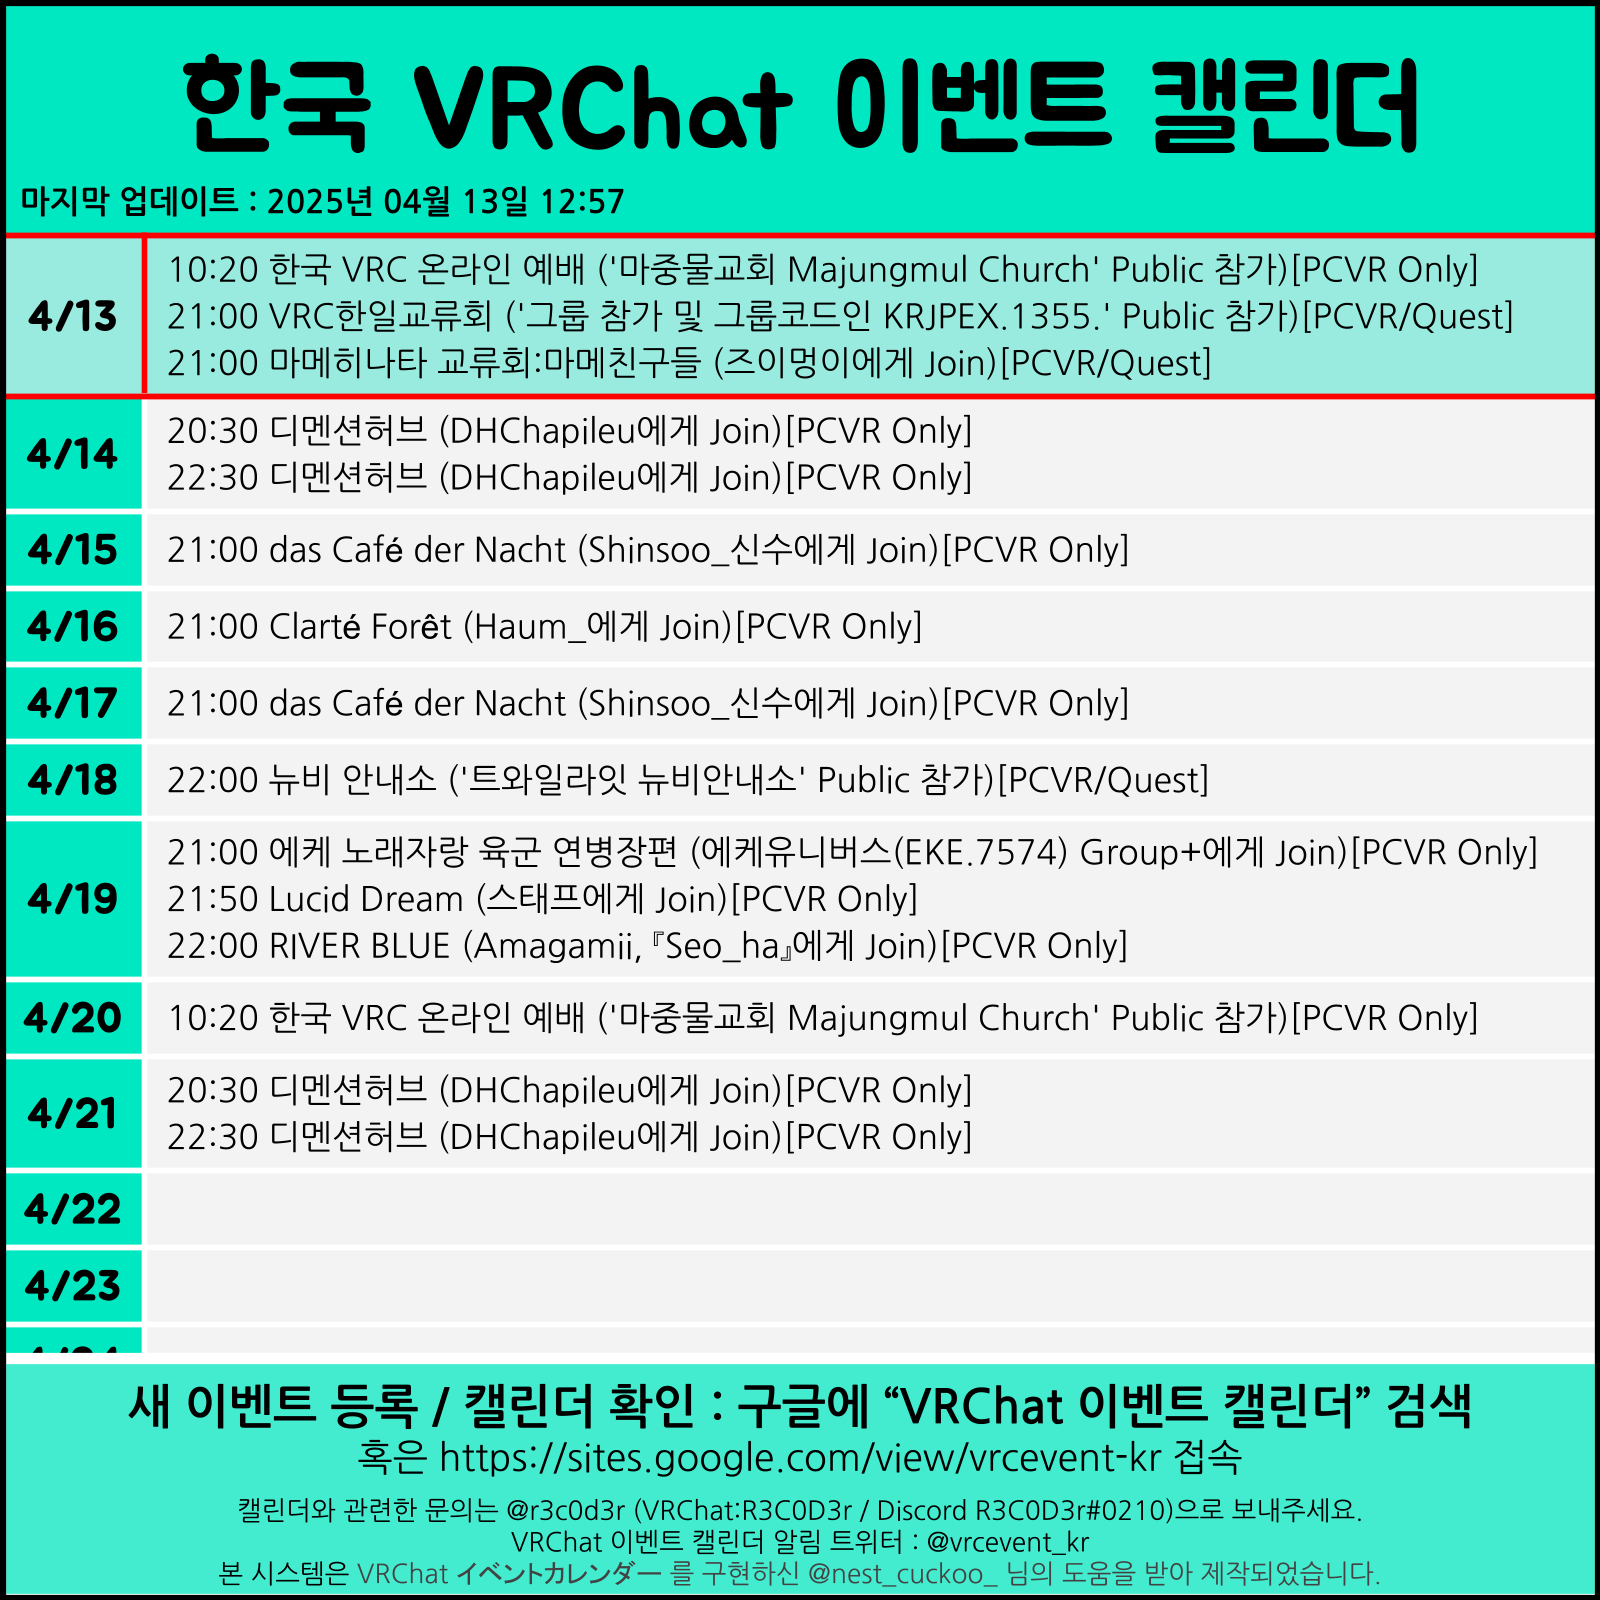 한국 VRChat 이벤트 캘린더
마지막 업데이트 : 2025년 04월 13일 12:57
4/13
10:20 한국 VRC 온라인 예배 ('마중물교회 Majungmul Church' Public 참가)[PCVR Only]
21:00 VRC한일교류회 ('그룹 참가 및 그룹코드인 KRJPEX.1355.' Public 참가)[PCVR/Quest]
21:00 마메히나타 교류회:마메친구들 (즈이멍이에게 Join)[PCVR/Quest]
4/14
20:30 디멘션허브 (DHChapileu에게 Join)[PCVR Only]
22:30 디멘션허브 (DHChapileu에게 Join)[PCVR Only]
4/15
21:00 das Café der Nacht (Shinsoo_신수에게 Join)[PCVR Only]
4/16
21:00 Clarté Forêt (Haum_에게 Join)[PCVR Only]
4/17
21:00 das Café der Nacht (Shinsoo_신수에게 Join)[PCVR Only]
4/18
22:00 뉴비 안내소 ('트와일라잇 뉴비안내소' Public 참가)[PCVR/Quest]
4/19
21:00 에케 노래자랑 육군 연병장편 (에케유니버스(EKE.7574) Group+에게 Join)[PCVR Only]
21:50 Lucid Dream (스태프에게 Join)[PCVR Only]
22:00 RIVER BLUE (Amagamii, 『Seo_ha』에게 Join)[PCVR Only]
4/20
10:20 한국 VRC 온라인 예배 ('마중물교회 Majungmul Church' Public 참가)[PCVR Only]
4/21
20:30 디멘션허브 (DHChapileu에게 Join)[PCVR Only]
22:30 디멘션허브 (DHChapileu에게 Join)[PCVR Only]
4/22
4/23
새 이벤트 등록 / 캘린더 확인 : 구글에 “VRChat 이벤트 캘린더” 검색
혹은 https://sites.google.com/view/vrcevent-kr 접속
캘린더와 관련한 문의는 @r3c0d3r (VRChat:R3C0D3r / Discord R3C0D3r#0210)으로 보내주세요.
VRChat 이벤트 캘린더 알림 트위터 : @vrcevent_kr
본 시스템은 VRChat イベントカレンダー 를 구현하신 @nest_cuckoo_ 님의 도움을 받아 제작되었습니다.